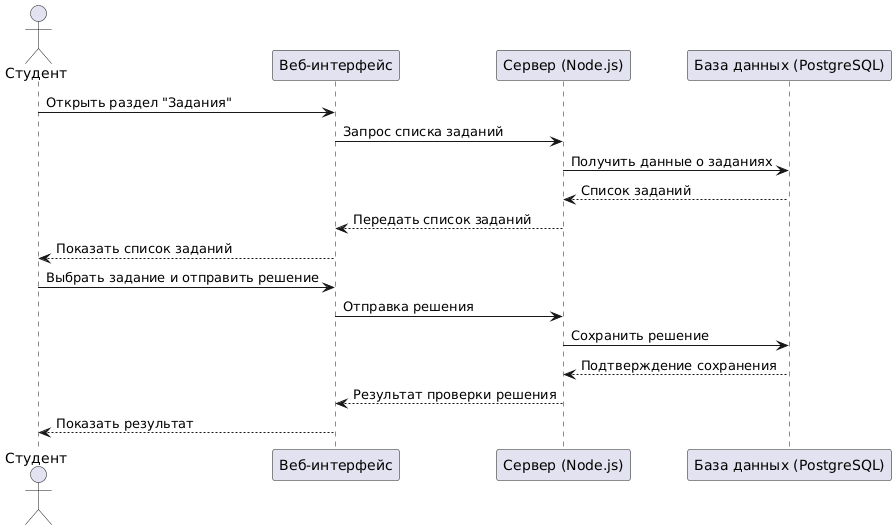 Студент
Веб-интерфейс
Сервер (Node.js)
База данных (PostgreSQL)
Открыть раздел "Задания"
Запрос списка заданий
Получить данные о заданиях
Список заданий
Передать список заданий
Показать список заданий
Выбрать задание и отправить решение
Отправка решения
Сохранить решение
Подтверждение сохранения
Результат проверки решения
Показать результат
Студент
Веб-интерфейс
Сервер (Node.js)
База данных (PostgreSQL)